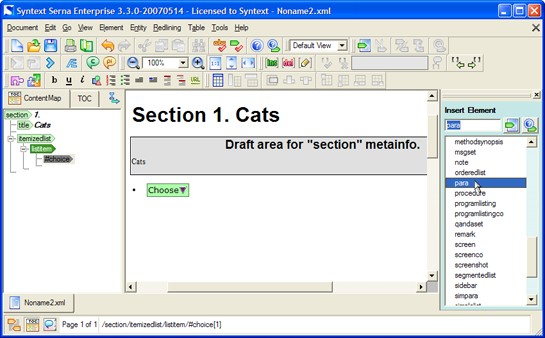 Syntext Serna Enterprise 3.3.0-20070514 - Licensed to Syntext - Noname2.xml
Document Edit Go View Element Entity Redlining Table Tools Help
Default View
100%
1:1
b u i URL
ContentMap TOC
section 1.
title Cats
itemizedlist
listitem
#choice
Section 1. Cats
Draft area for "section" metainfo.
Cats
• Choose
Insert Element
para
methodsynopsis
msgset
note
orderedlist
para
procedure
programlisting
programlistingco
qandaset
remark
screen
screenco
screenshot
segmentedlist
sidebar
simpara
Noname2.xml
Page 1 of 1 /section/itemizedlist/listitem/#choice[1]